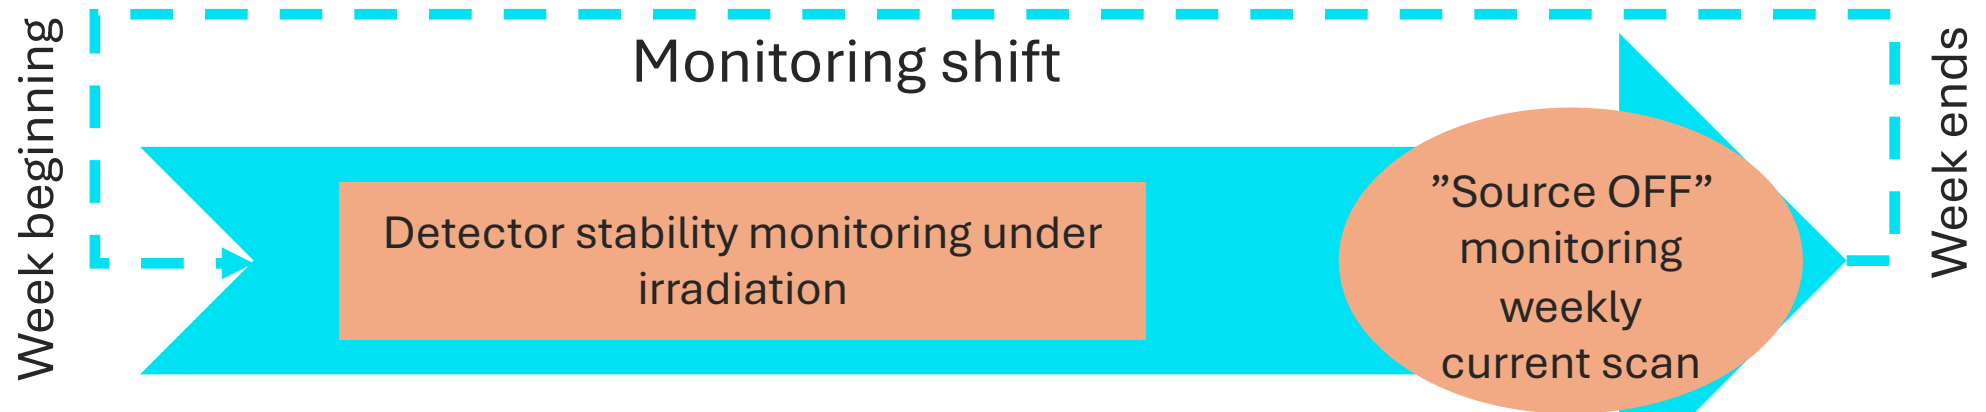 Week beginning
Monitoring shift
Detector stability monitoring under
irradiation
”Source OFF”
monitoring
weekly
current scan
Week ends